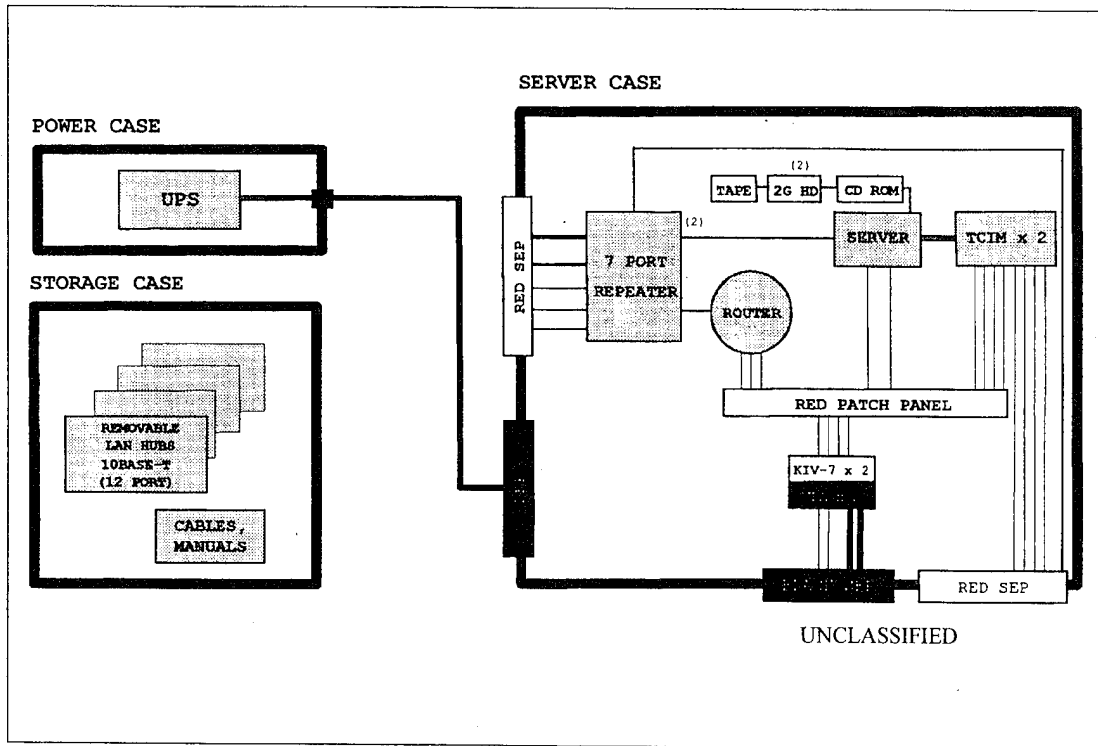 SERVER CASE
POWER CASE
UPS
STORAGE CASE
REMOVABLE
LAN HUBS
10BASE-T
(12 PORT)
CABLES,
MANUALS
RED SEP
7 PORT
REPEATER
(2)
(2)
TAPE
2G HD
CD ROM
SERVER
TCIM x 2
ROUTER
RED PATCH PANEL
KIV-7 x 2
RED SEP
UNCLASSIFIED